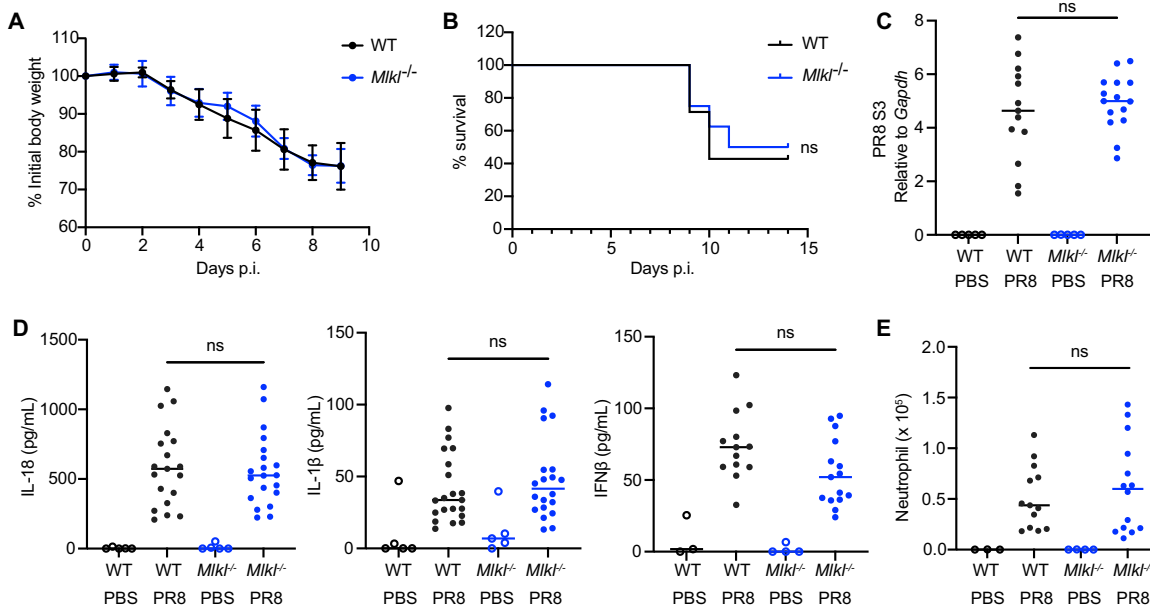 A
110
100
90
80
70
60
% Initial body weight
0 2 4 6 8 10
Days p.i.
WT
Mlkl-/-
B
120
100
80
60
40
20
0
% survival
0 5 10 15
Days p.i.
WT
Mlkl-/-
ns
C
ns
8
6
4
2
0
PR8 S3
Relative to Gapdh
WT WT Mlkl-/- Mlkl-/-
PBS PR8 PBS PR8
D
1500
1000
500
0
IL-18 (pg/mL)
ns
WT WT Mlkl-/- Mlkl-/-
PBS PR8 PBS PR8
150
100
50
0
IL-1β (pg/mL)
ns
WT WT Mlkl-/- Mlkl-/-
PBS PR8 PBS PR8
150
100
50
0
IFNβ (pg/mL)
ns
WT WT Mlkl-/- Mlkl-/-
PBS PR8 PBS PR8
E
2.0
1.5
1.0
0.5
0.0
Neutrophil (x 10⁵)
ns
WT WT Mlkl-/- Mlkl-/-
PBS PR8 PBS PR8